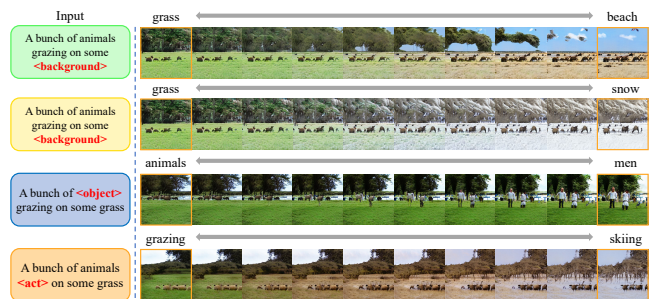 Input
grass beach
A bunch of animals
grazing on some
<background>
grass snow
A bunch of animals
grazing on some
<background>
animals men
A bunch of <object>
grazing on some grass
grazing skiing
A bunch of animals
<act> on some grass